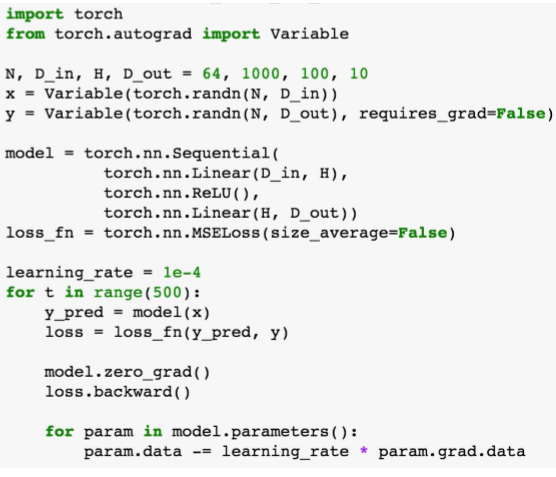 import torch
from torch.autograd import Variable

N, D_in, H, D_out = 64, 1000, 100, 10
x = Variable(torch.randn(N, D_in))
y = Variable(torch.randn(N, D_out), requires_grad=False)

model = torch.nn.Sequential(
          torch.nn.Linear(D_in, H),
          torch.nn.ReLU(),
          torch.nn.Linear(H, D_out))
loss_fn = torch.nn.MSELoss(size_average=False)

learning_rate = 1e-4
for t in range(500):
    y_pred = model(x)
    loss = loss_fn(y_pred, y)

    model.zero_grad()
    loss.backward()

    for param in model.parameters():
        param.data -= learning_rate * param.grad.data